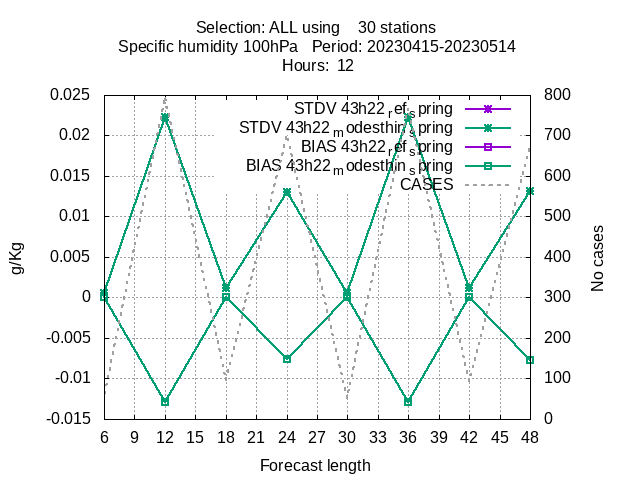 Selection: ALL using    30 stations
Specific humidity 100hPa   Period: 20230415-20230514
Hours:  12
0.025
0.02
0.015
0.01
0.005
0
-0.005
-0.01
-0.015
g/Kg
STDV 43h22_ref_spring
STDV 43h22_modesthin_spring
BIAS 43h22_ref_spring
BIAS 43h22_modesthin_spring
CASES
800
700
600
500
400
300
200
100
0
No cases
6 9 12 15 18 21 24 27 30 33 36 39 42 45 48
Forecast length